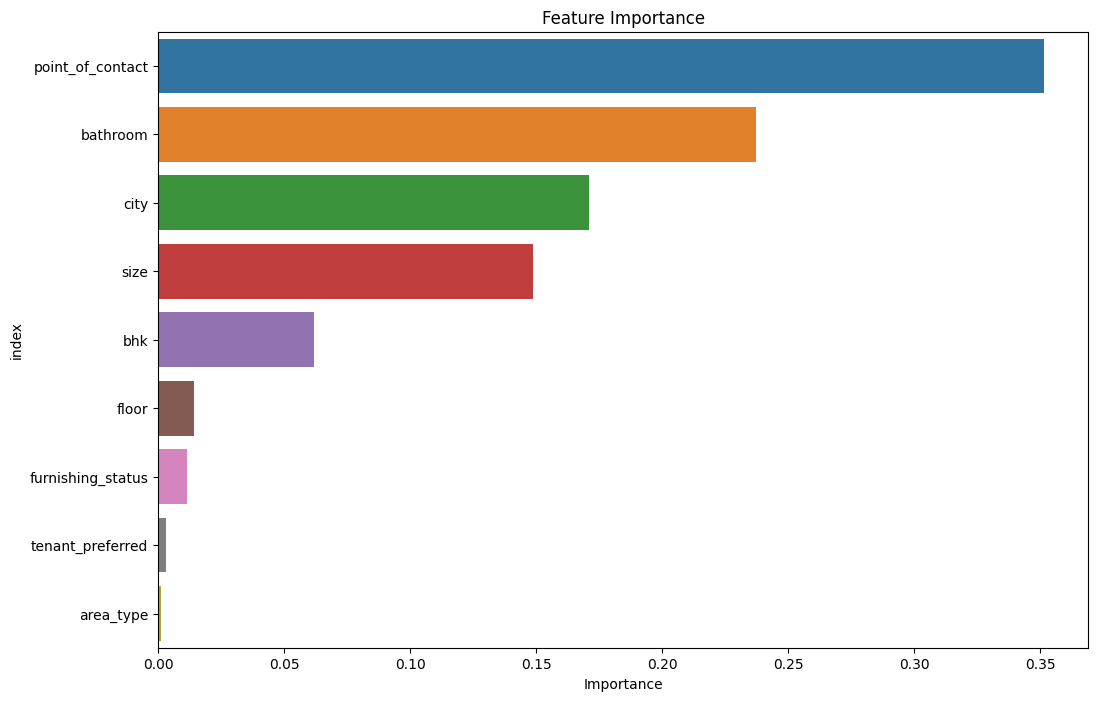 Feature Importance
point_of_contact
bathroom
city
size
bhk
floor
furnishing_status
tenant_preferred
area_type
index
0.00 0.05 0.10 0.15 0.20 0.25 0.30 0.35
Importance